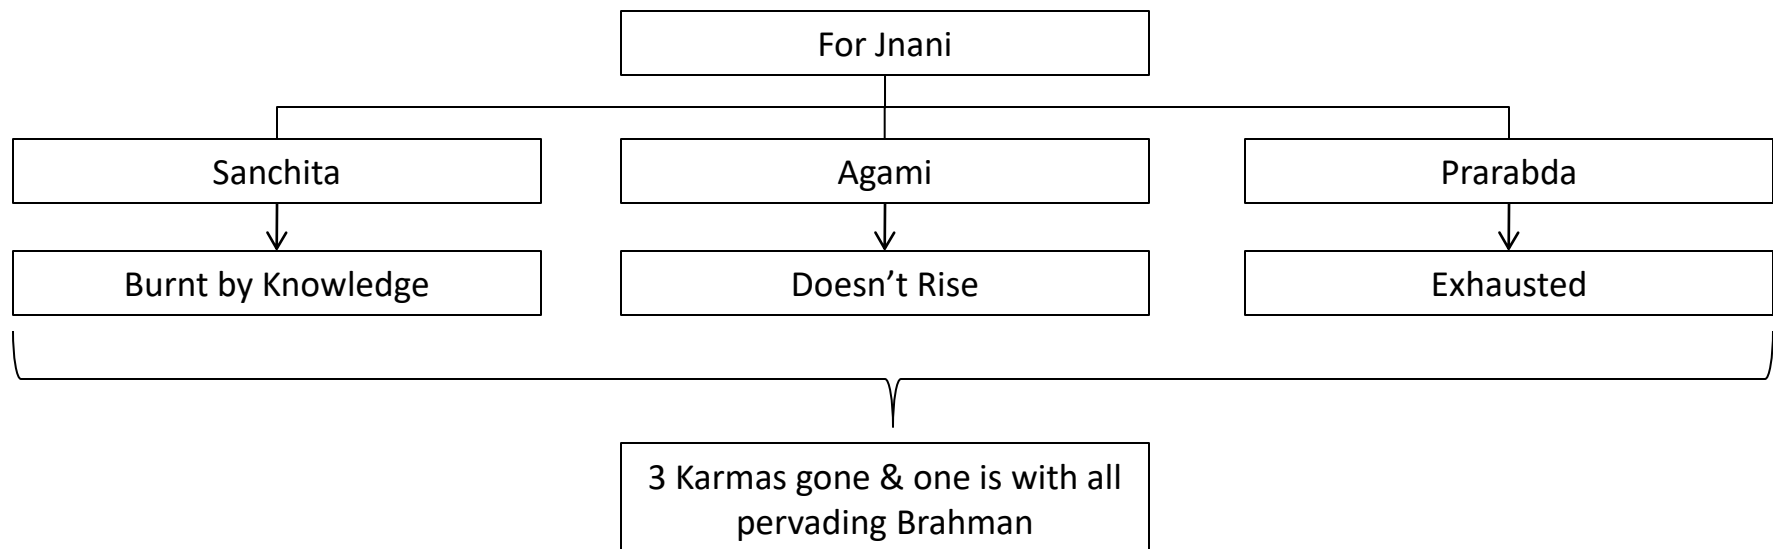 For Jnani
Sanchita
Agami
Prarabda
Burnt by Knowledge
Doesn’t Rise
Exhausted
3 Karmas gone & one is with all
pervading Brahman